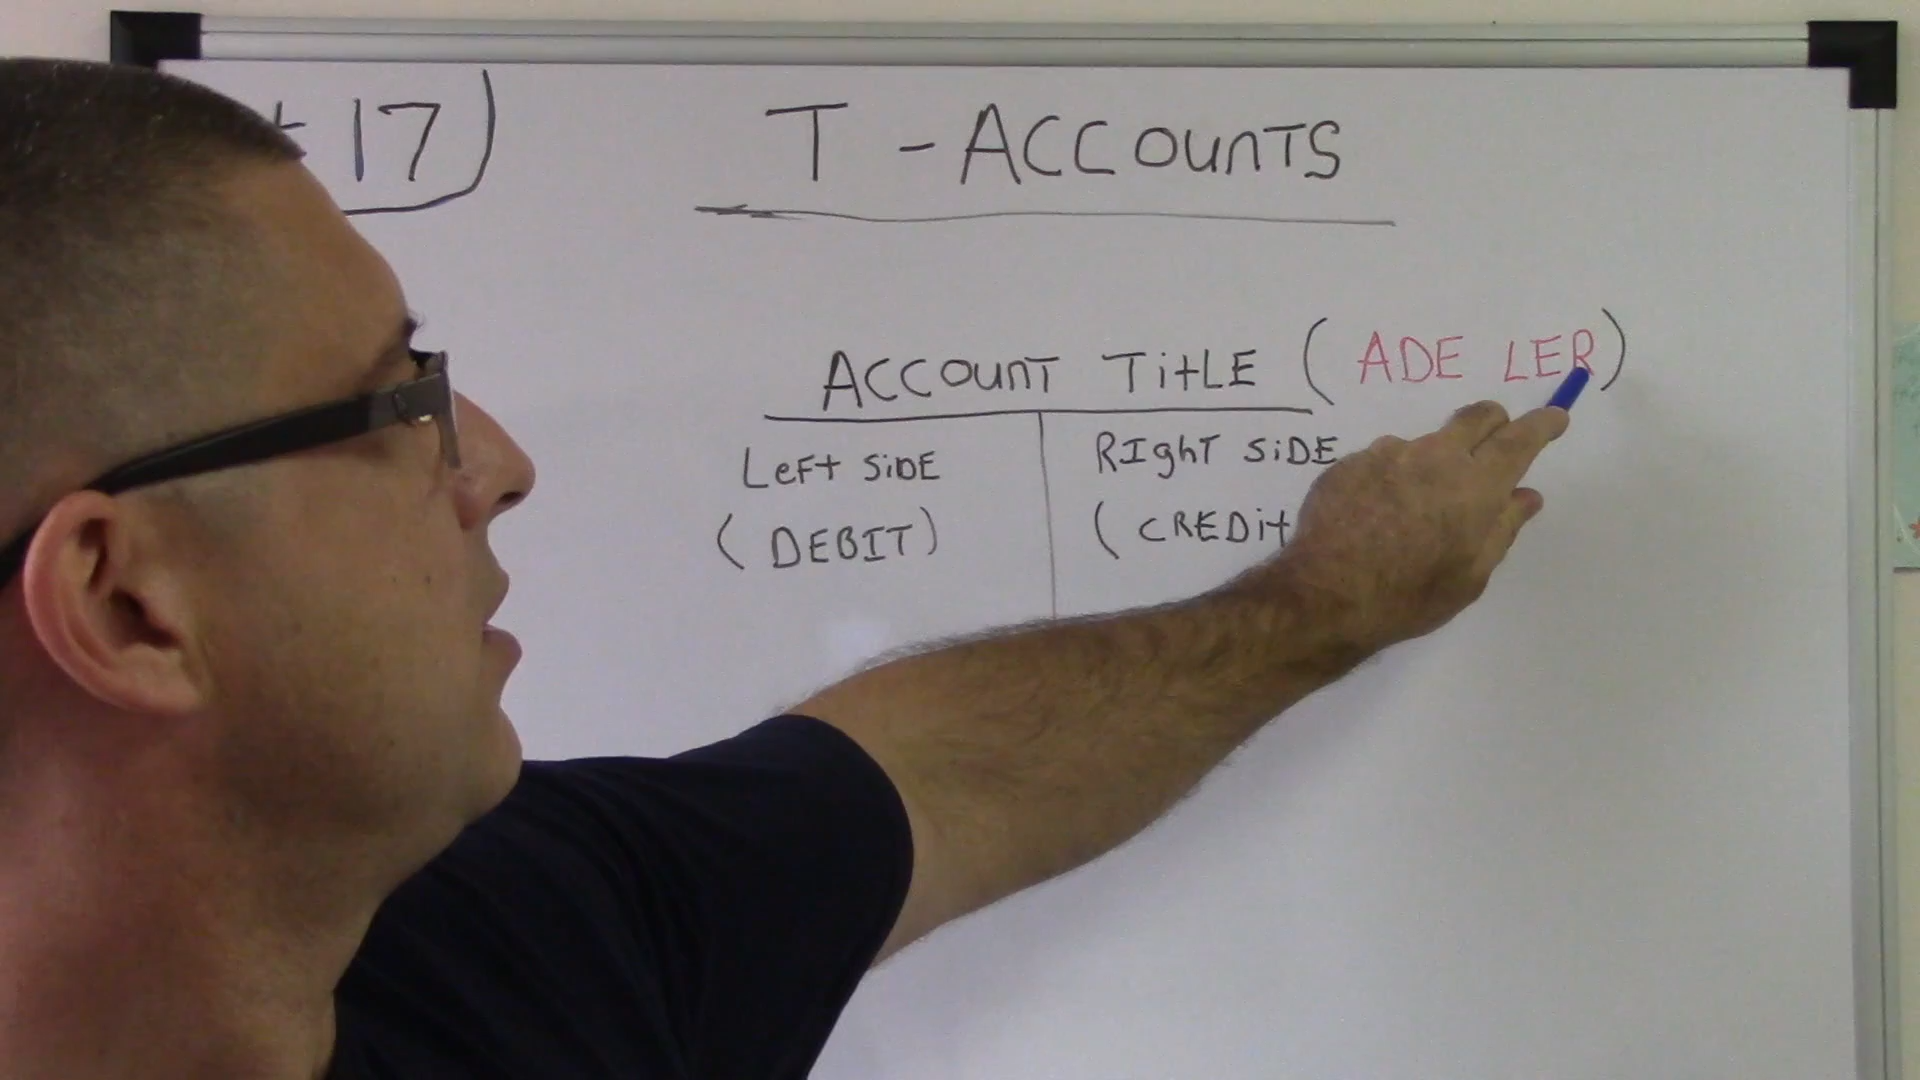 17)
T - ACCOUNTS
ACCOUNT TITLE ( ADE LER )
LEFT SIDE
RIGHT SIDE
( DEBIT )
( CREDIT